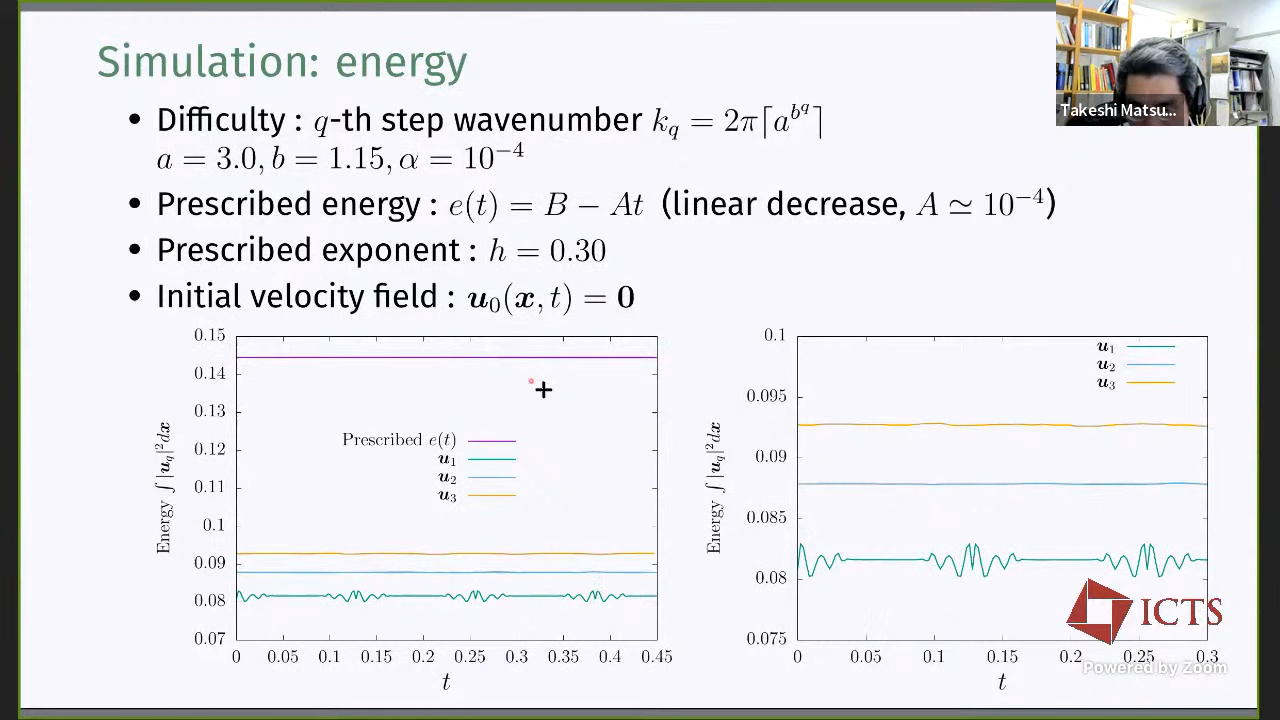 Simulation: energy
Takeshi Matsu...
• Difficulty : q-th step wavenumber k_q = 2π⌈a^{b^q}⌉
a = 3.0, b = 1.15, α = 10^{−4}
• Prescribed energy : e(t) = B − At (linear decrease, A ≃ 10^{−4})
• Prescribed exponent : h = 0.30
• Initial velocity field : u_0(x, t) = 0
0.15
0.14
0.13
0.12
0.11
0.1
0.09
0.08
0.07
Energy ∫ |u_q|^2 dx
Prescribed e(t)
u_1
u_2
u_3
0 0.05 0.1 0.15 0.2 0.25 0.3 0.35 0.4 0.45
t
0.1
0.095
0.09
0.085
0.08
0.075
Energy ∫ |u_q|^2 dx
u_1
u_2
u_3
0 0.05 0.1 0.15 0.2 0.25 0.3
t
ICTS
Powered by Zoom